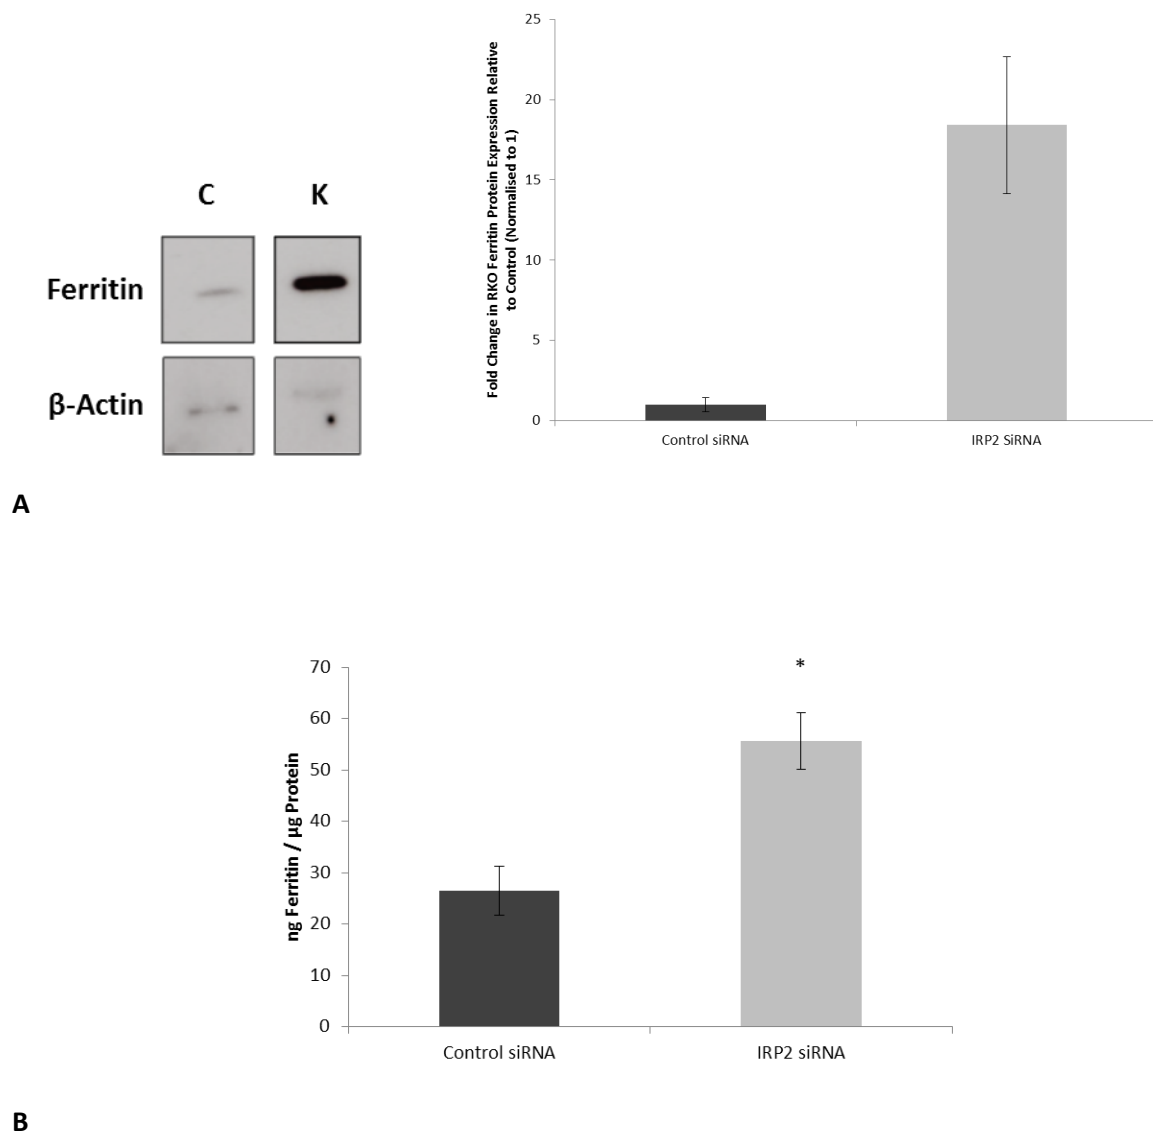 C K
Ferritin
β-Actin
Fold Change in RKO Ferritin Protein Expression Relative
to Control (Normalised to 1)
25
20
15
10
5
0
Control siRNA IRP2 SiRNA
A
*
ng Ferritin / µg Protein
70
60
50
40
30
20
10
0
Control siRNA IRP2 siRNA
B